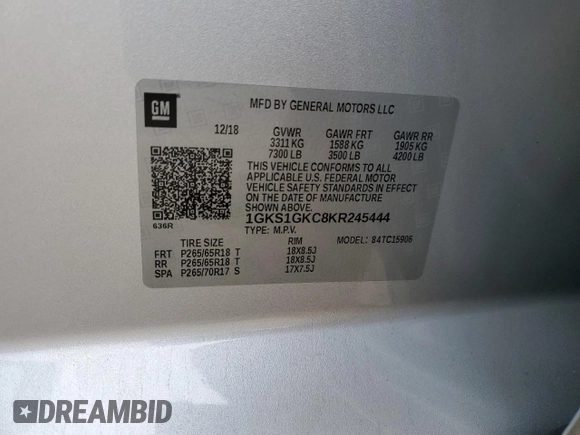 GM
MFD BY GENERAL MOTORS LLC
12/18 GVWR GAWR FRT GAWR RR
3311 KG 1588 KG 1905 KG
7300 LB 3500 LB 4200 LB
THIS VEHICLE CONFORMS TO ALL
APPLICABLE U.S. FEDERAL MOTOR
VEHICLE SAFETY STANDARDS IN EFFECT
ON THE DATE OF MANUFACTURE
SHOWN ABOVE.
1GKS1GKC8KR245444
636R
TYPE: M.P.V. MODEL: 84TC15906
TIRE SIZE RIM
FRT P265/65R18 T 18X8.5J
RR P265/65R18 T 18X8.5J
SPA P265/70R17 S 17X7.5J
DREAMBID